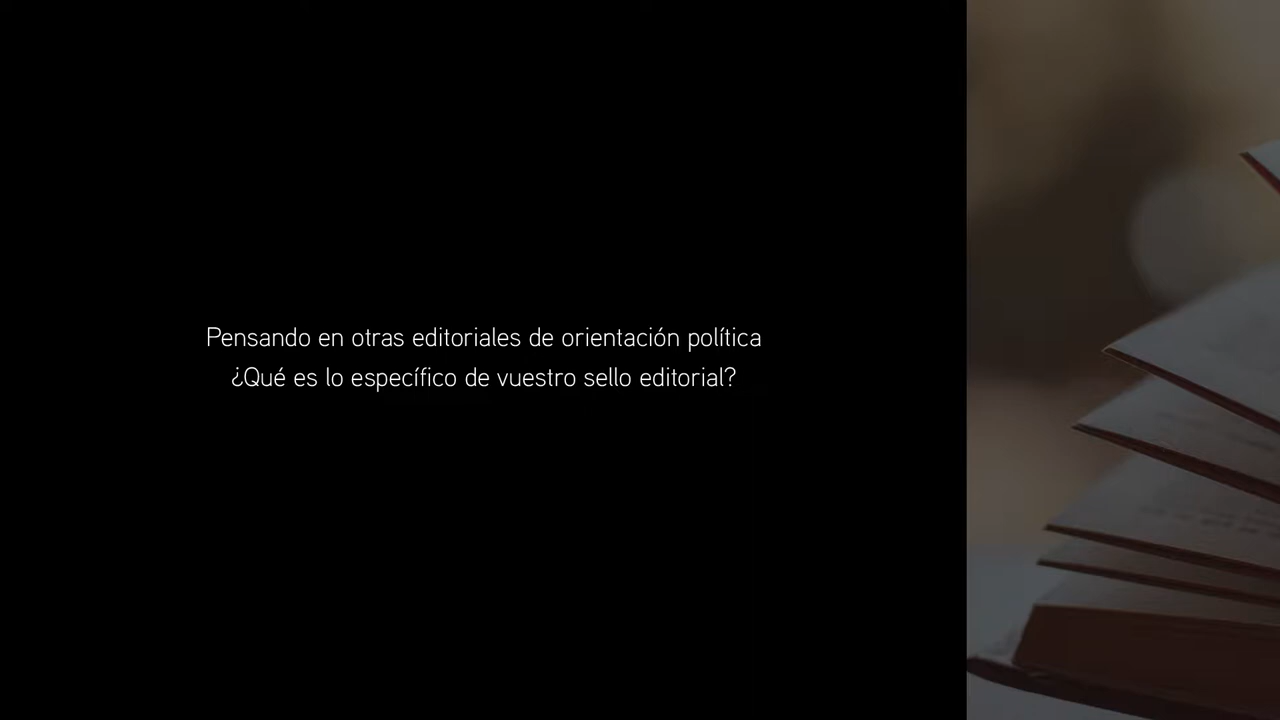 Pensando en otras editoriales de orientación política
¿Qué es lo específico de vuestro sello editorial?